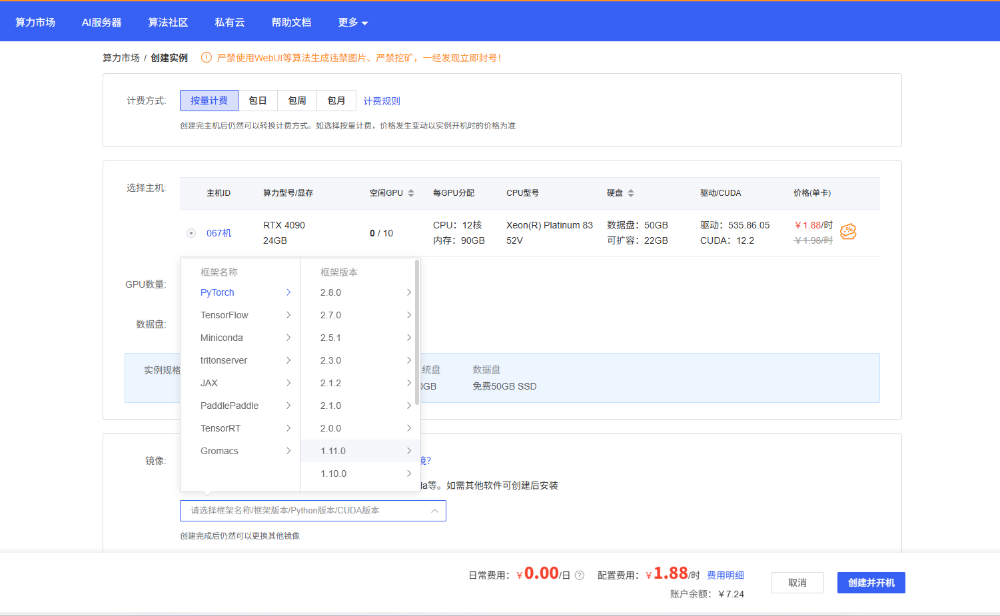 算力市场 AI服务器 算法社区 私有云 帮助文档 更多
算力市场 / 创建实例 严禁使用WebUI等算法生成违禁图片、严禁挖矿，一经发现立即封号！
计费方式: 按量计费 包日 包周 包月 计费规则
创建完主机后仍然可以转换计费方式。如选择按量计费，价格发生变动以实例开机时的价格为准
选择主机: 主机ID 算力型号/显存 空闲GPU 每GPU分配 CPU型号 硬盘 驱动/CUDA 价格(单卡)
067机 RTX 4090 0 / 10 CPU：12核 Xeon(R) Platinum 83 数据盘：50GB 驱动：535.86.05 ￥1.88/时
24GB 内存：90GB 52V 可扩容：22GB CUDA：12.2 ￥1.98/时
框架名称 框架版本
GPU数量:
PyTorch 2.8.0
TensorFlow 2.7.0
数据盘:
Miniconda 2.5.1
tritonserver 2.3.0
实例规格 统盘 数据盘
JAX 2.1.2 0GB 免费50GB SSD
PaddlePaddle 2.1.0
TensorRT 2.0.0
Gromacs 1.11.0
镜像: 镜?
1.10.0
la等。如需其他软件可创建后安装
请选择框架名称/框架版本/Python版本/CUDA版本
创建完成后仍然可以更换其他镜像
日常费用：￥0.00/日 ? 配置费用：￥1.88/时 费用明细 取消 创建并开机
账户余额：￥7.24